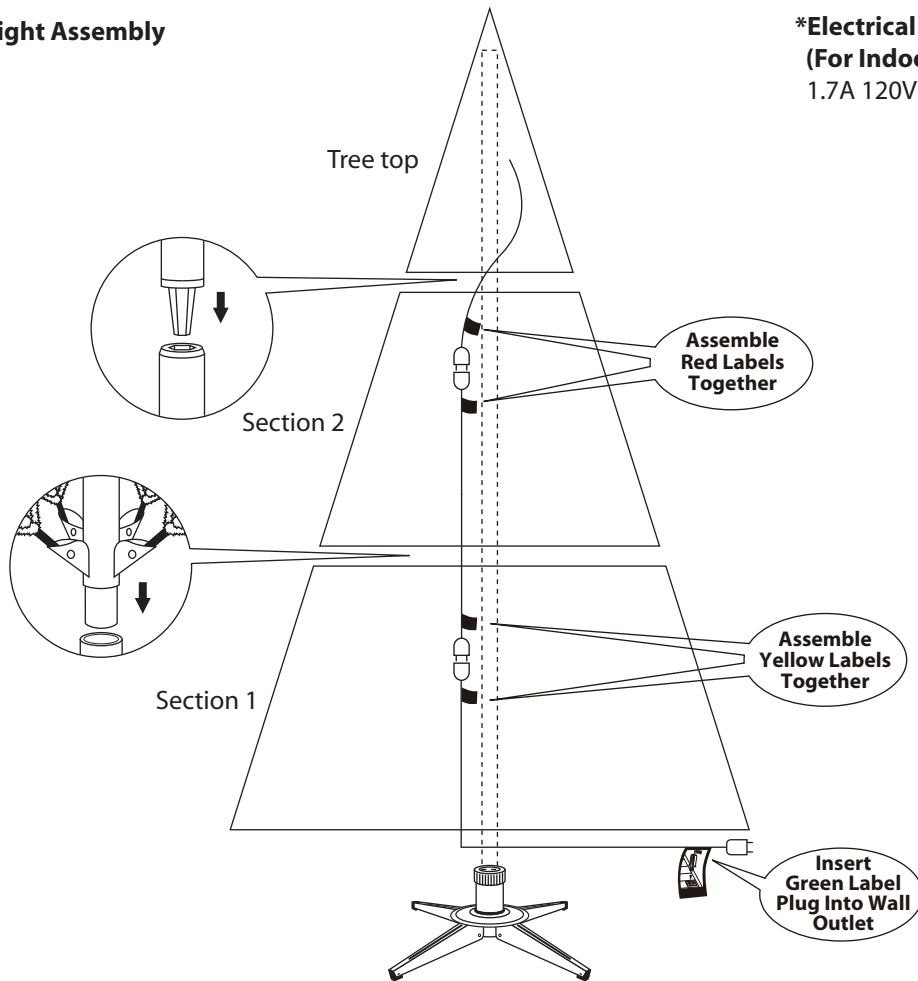 ight Assembly
*Electrical
(For Indoo
1.7A 120V
Tree top
Assemble
Red Labels
Together
Section 2
Assemble
Yellow Labels
Together
Section 1
Insert
Green Label
Plug Into Wall
Outlet